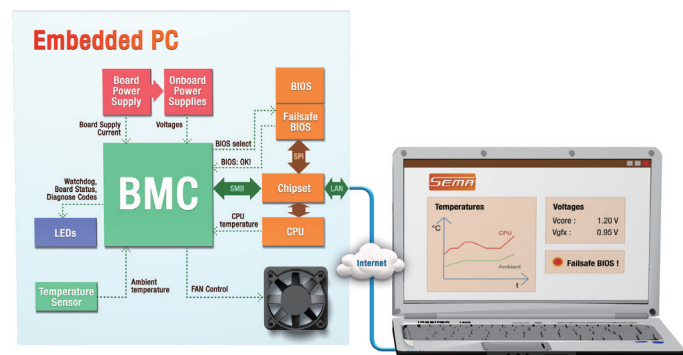 Embedded PC
Board
Power
Supply
Onboard
Power
Supplies
BIOS
Failsafe
BIOS
Board Supply
Current
Voltages
BIOS select
BIOS: OK!
SPI
BMC
SMB
Chipset
LAN
Watchdog,
Board Status,
Diagnose Codes
LEDs
CPU
temperature
CPU
Temperature
Sensor
Ambient
temperature
FAN Control
Internet
SEMA
Temperatures
°C
CPU
Ambient
t
Voltages
Vcore : 1.20 V
Vgfx : 0.95 V
Failsafe BIOS !